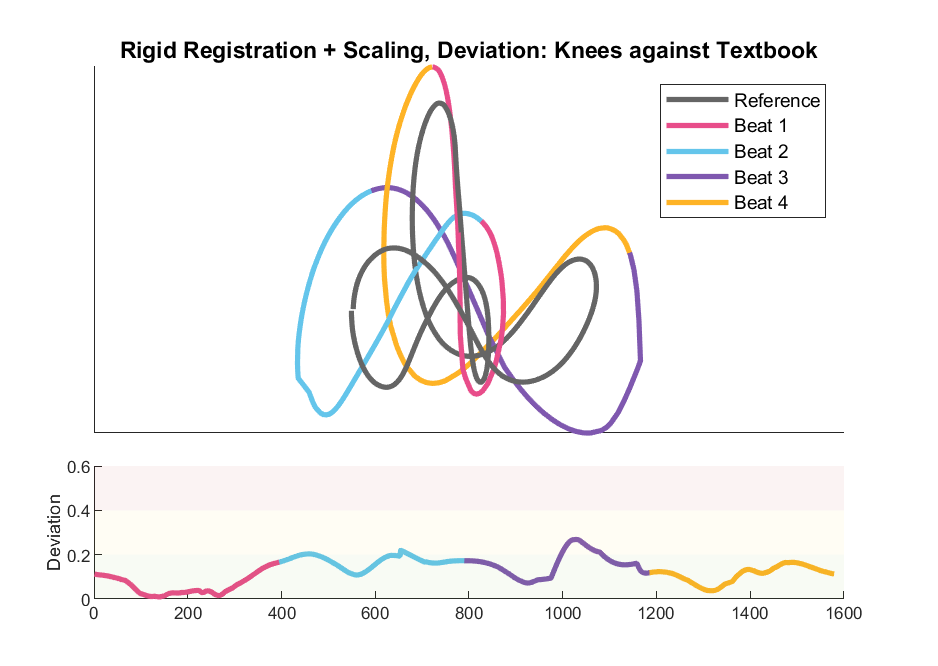 Rigid Registration + Scaling, Deviation: Knees against Textbook
Reference
Beat 1
Beat 2
Beat 3
Beat 4
Deviation
0.6
0.4
0.2
0
0 200 400 600 800 1000 1200 1400 1600